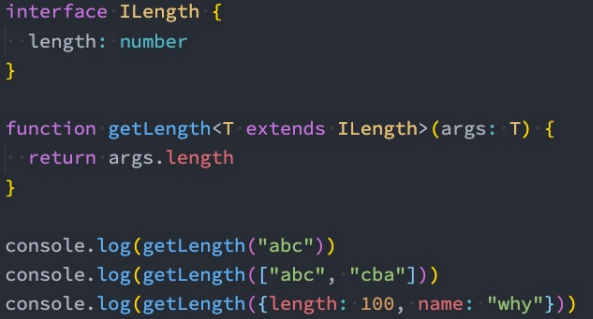 interface ILength {
  length: number
}

function getLength<T extends ILength>(args: T) {
  return args.length
}

console.log(getLength("abc"))
console.log(getLength(["abc", "cba"]))
console.log(getLength({length: 100, name: "why"}))